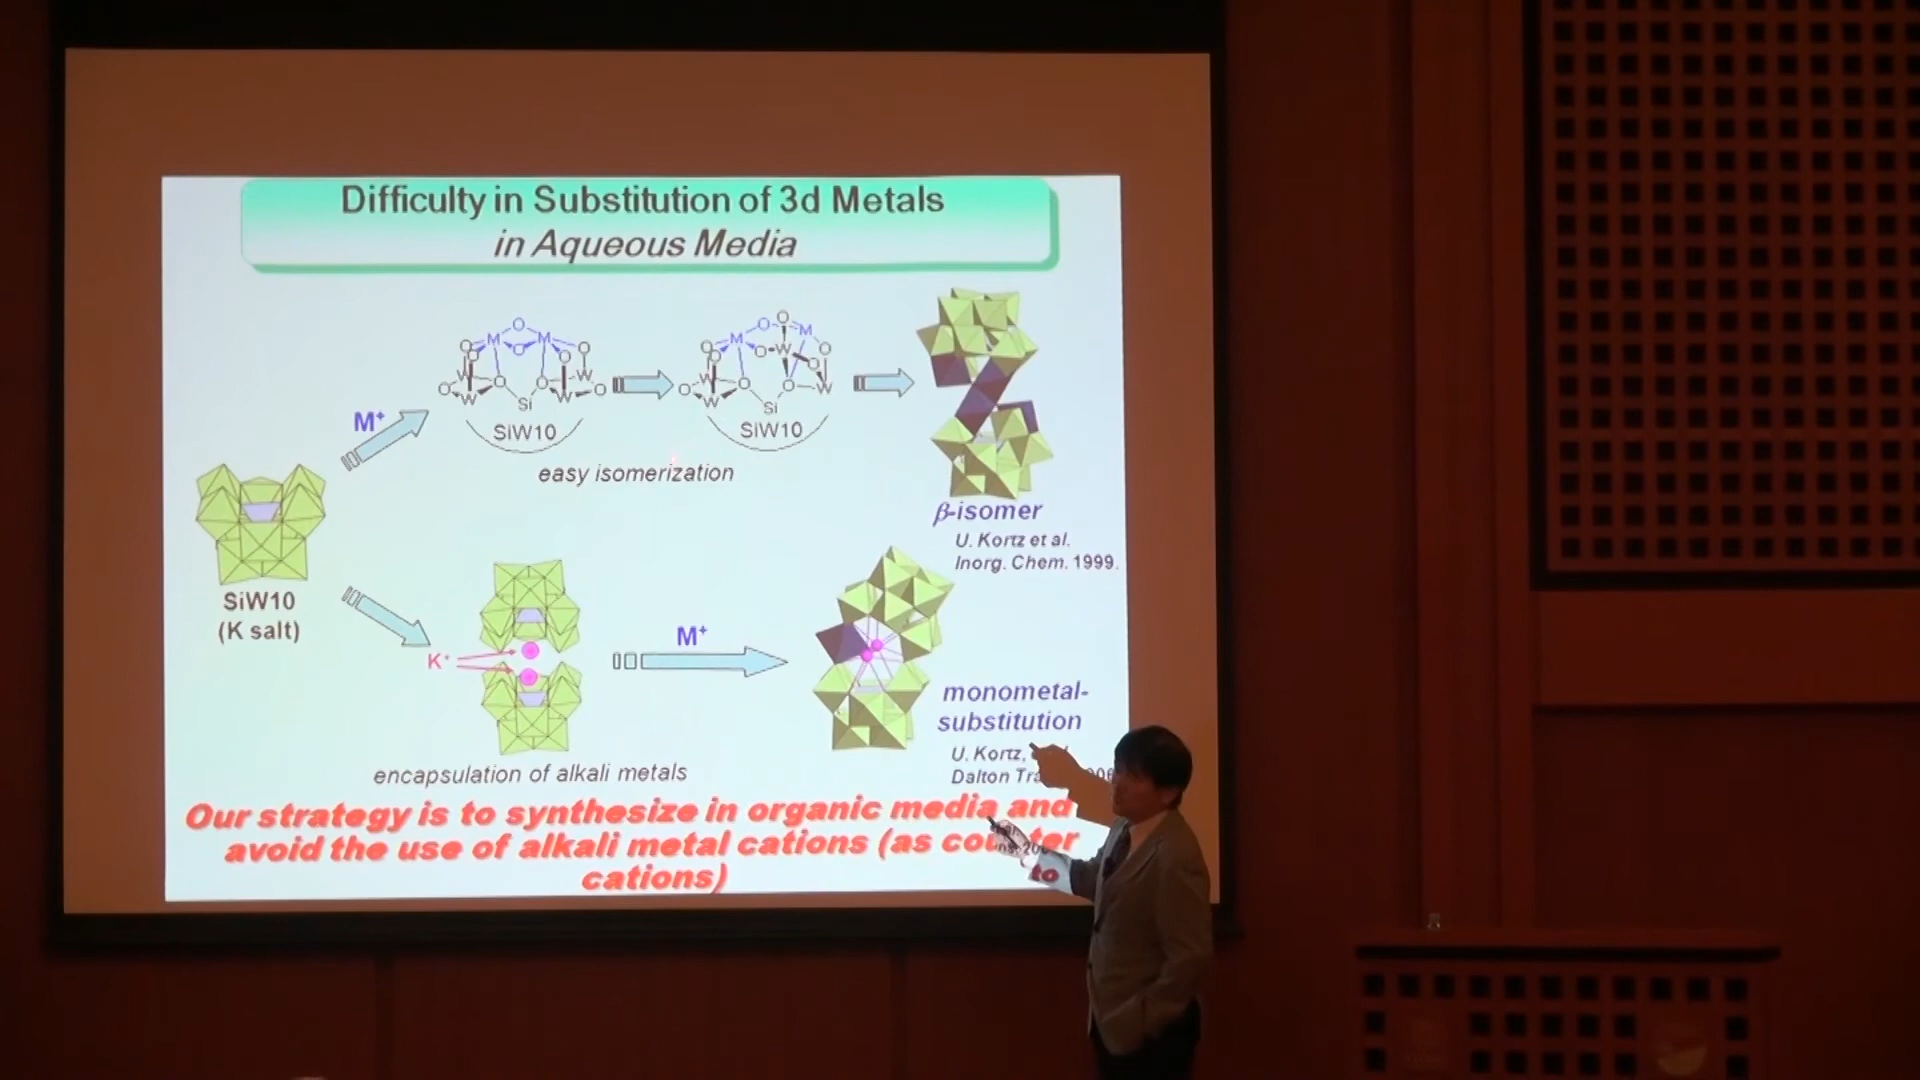 Difficulty in Substitution of 3d Metals
in Aqueous Media
M⁺
SiW10
SiW10
easy isomerization
β-isomer
U. Kortz et al.
Inorg. Chem. 1999.
SiW10
(K salt)
K⁺
M⁺
encapsulation of alkali metals
monometal-
substitution
U. Kortz,
Dalton
Our strategy is to synthesize in organic media and
avoid the use of alkali metal cations (as counter
cations)
to